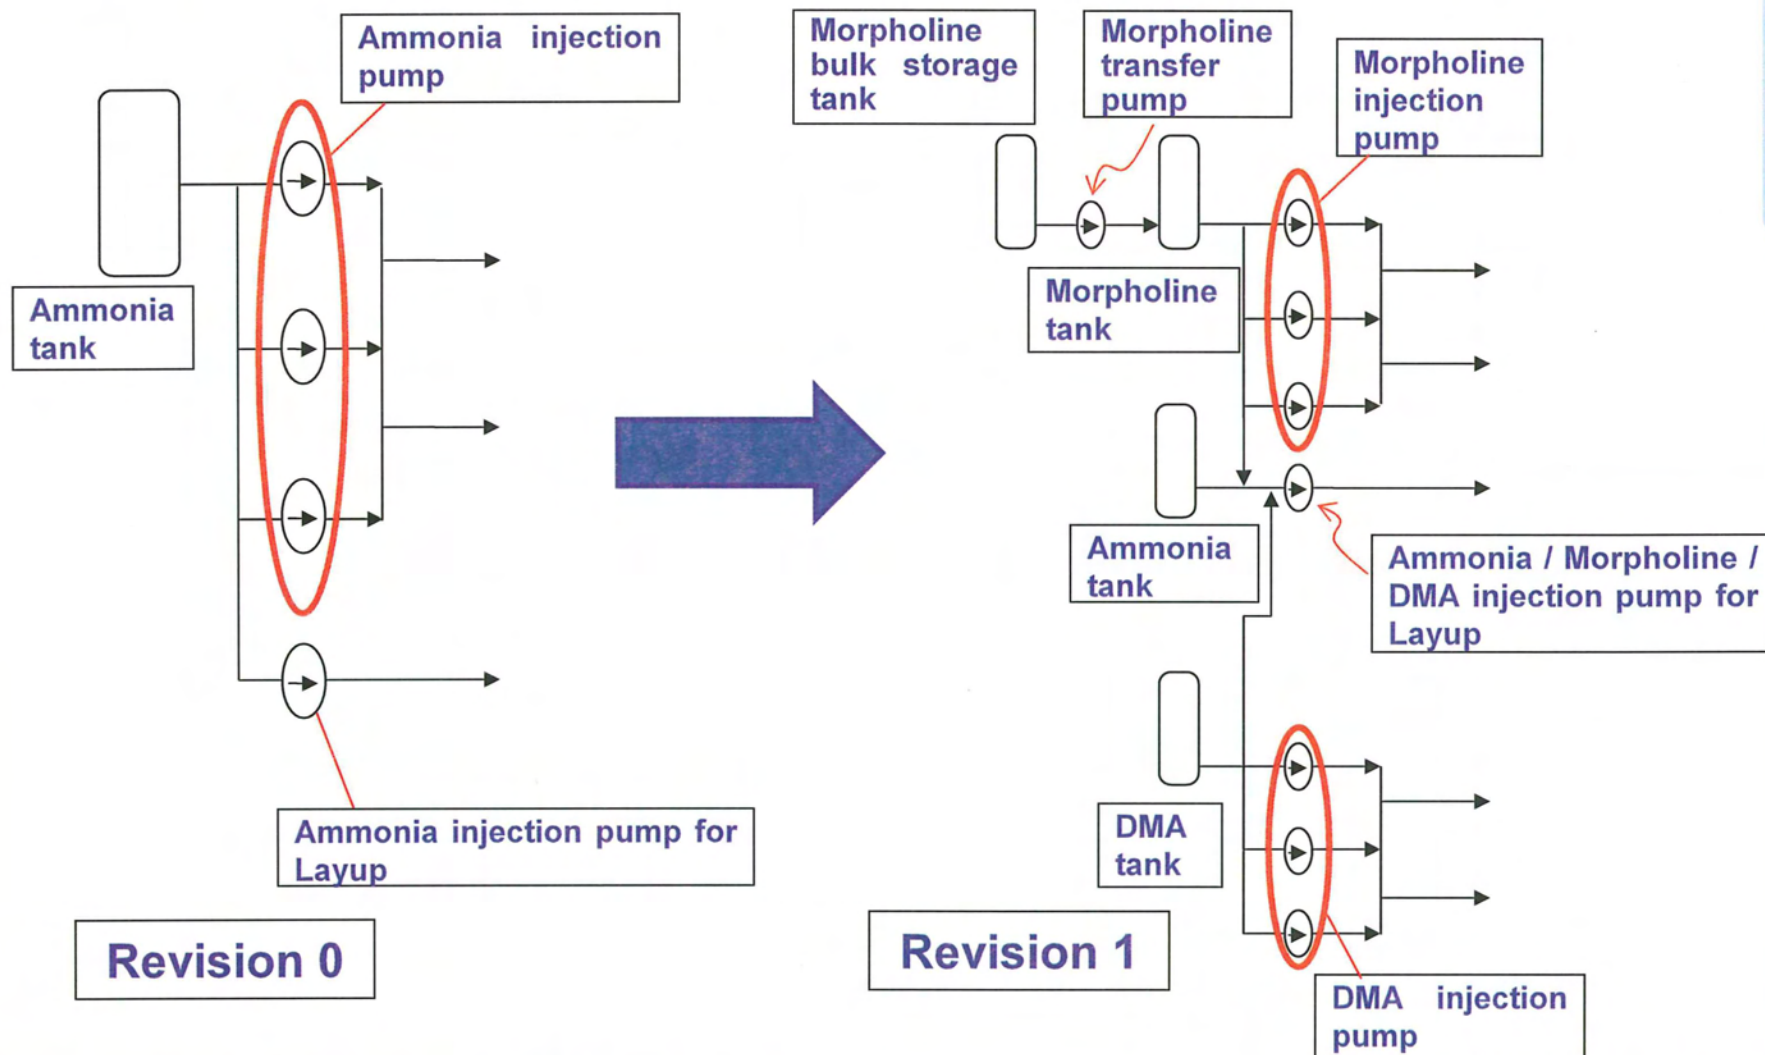 Ammonia injection
pump
Ammonia
tank
Ammonia injection pump for
Layup
Revision 0
Morpholine
bulk storage
tank
Morpholine
transfer
pump
Morpholine
injection
pump
Morpholine
tank
Ammonia
tank
Ammonia / Morpholine /
DMA injection pump for
Layup
DMA
tank
Revision 1
DMA injection
pump